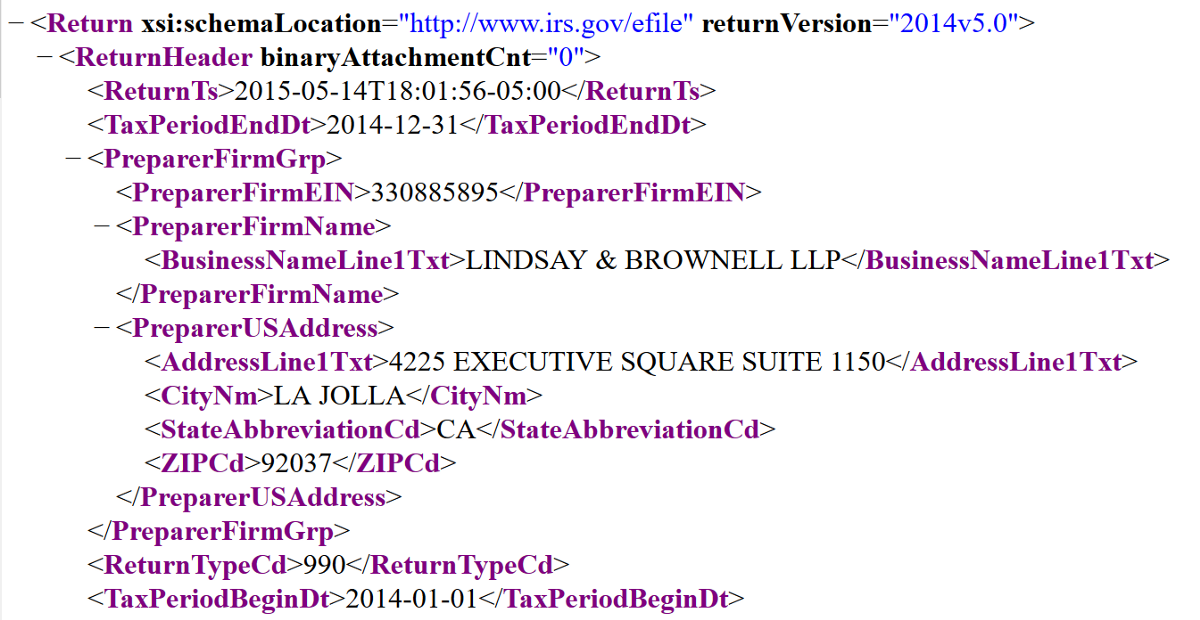 − <Return xsi:schemaLocation="http://www.irs.gov/efile" returnVersion="2014v5.0">
− <ReturnHeader binaryAttachmentCnt="0">
<ReturnTs>2015-05-14T18:01:56-05:00</ReturnTs>
<TaxPeriodEndDt>2014-12-31</TaxPeriodEndDt>
− <PreparerFirmGrp>
<PreparerFirmEIN>330885895</PreparerFirmEIN>
− <PreparerFirmName>
<BusinessNameLine1Txt>LINDSAY & BROWNELL LLP</BusinessNameLine1Txt>
</PreparerFirmName>
− <PreparerUSAddress>
<AddressLine1Txt>4225 EXECUTIVE SQUARE SUITE 1150</AddressLine1Txt>
<CityNm>LA JOLLA</CityNm>
<StateAbbreviationCd>CA</StateAbbreviationCd>
<ZIPCd>92037</ZIPCd>
</PreparerUSAddress>
</PreparerFirmGrp>
<ReturnTypeCd>990</ReturnTypeCd>
<TaxPeriodBeginDt>2014-01-01</TaxPeriodBeginDt>